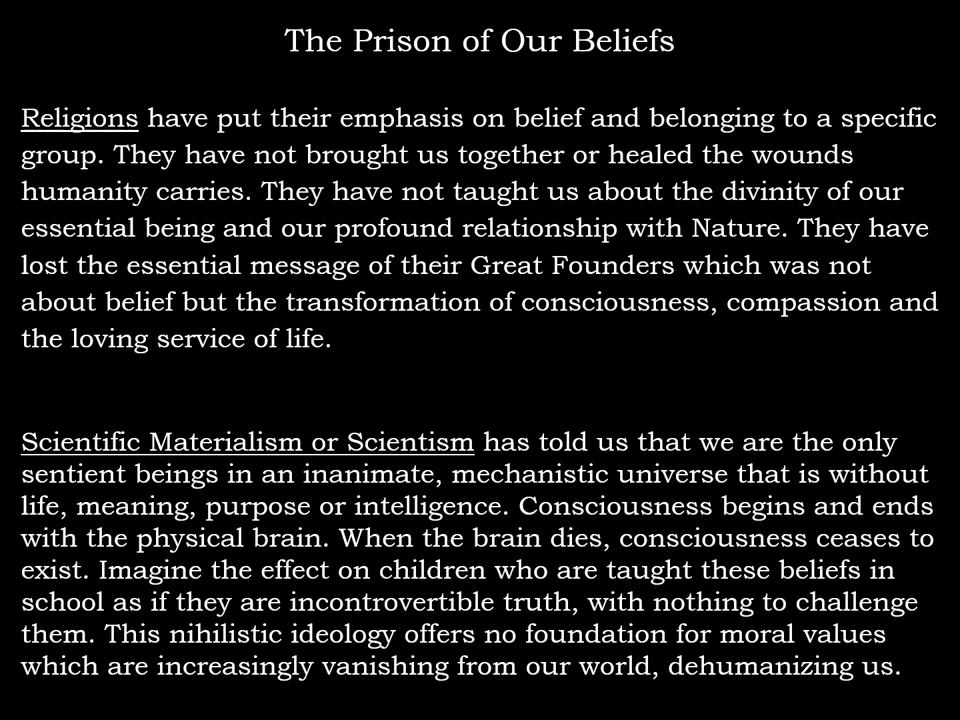 The Prison of Our Beliefs
Religions have put their emphasis on belief and belonging to a specific
group. They have not brought us together or healed the wounds
humanity carries. They have not taught us about the divinity of our
essential being and our profound relationship with Nature. They have
lost the essential message of their Great Founders which was not
about belief but the transformation of consciousness, compassion and
the loving service of life.
Scientific Materialism or Scientism has told us that we are the only
sentient beings in an inanimate, mechanistic universe that is without
life, meaning, purpose or intelligence. Consciousness begins and ends
with the physical brain. When the brain dies, consciousness ceases to
exist. Imagine the effect on children who are taught these beliefs in
school as if they are incontrovertible truth, with nothing to challenge
them. This nihilistic ideology offers no foundation for moral values
which are increasingly vanishing from our world, dehumanizing us.